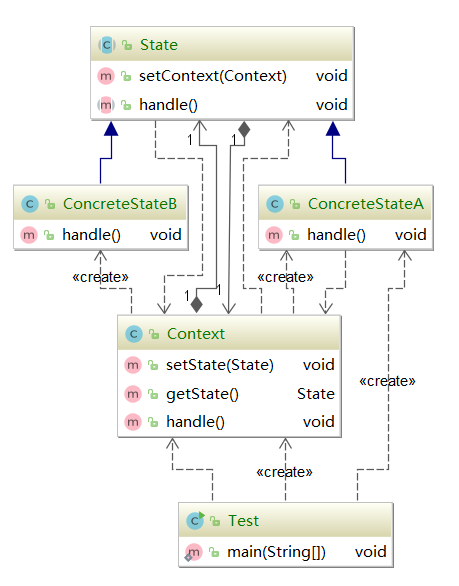 State
setContext(Context) void
handle() void
1 1
ConcreteStateB
handle() void
ConcreteStateA
handle() void
«create» «create»
1 1
Context
setState(State) void
getState() State
handle() void
«create»
«create»
Test
main(String[]) void